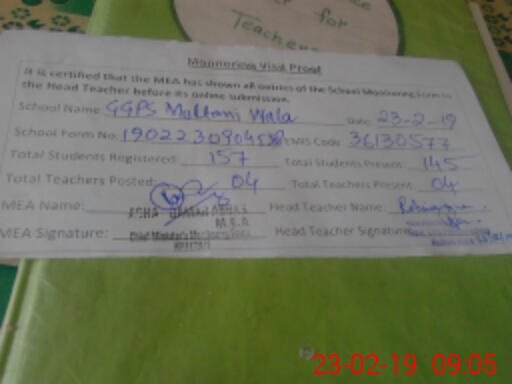 for
Teachers
Monitoring Visit Proof
It is certified that the MEA has shown all entries of the School Monitoring Form to
the Head Teacher before its online submission.
School Name: GGPS Multani Wala Date: 23-2-19
School Form No: EMIS Code 36130577
Total Students Registered: 157 Total Students Present 145
Total Teachers Posted: 04 Total Teachers Present 04
MEA Name: Head Teacher Name:
M.E.A
MEA Signature: Head Teacher Signature
23-02-19 09:05